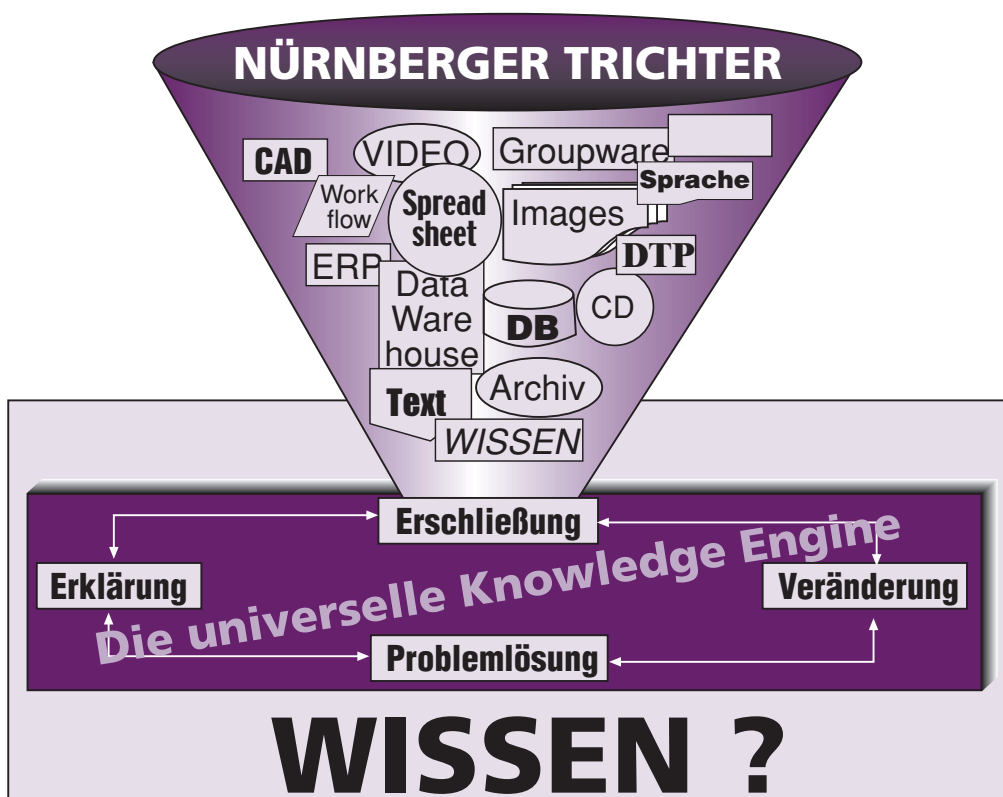 NÜRNBERGER TRICHTER
CAD
VIDEO
Groupware
Sprache
Work
flow
Spread
sheet
Images
ERP
DTP
Data
Ware
house
DB
CD
Text
Archiv
WISSEN
Erschließung
Erklärung
Die universelle Knowledge Engine
Veränderung
Problemlösung
WISSEN ?